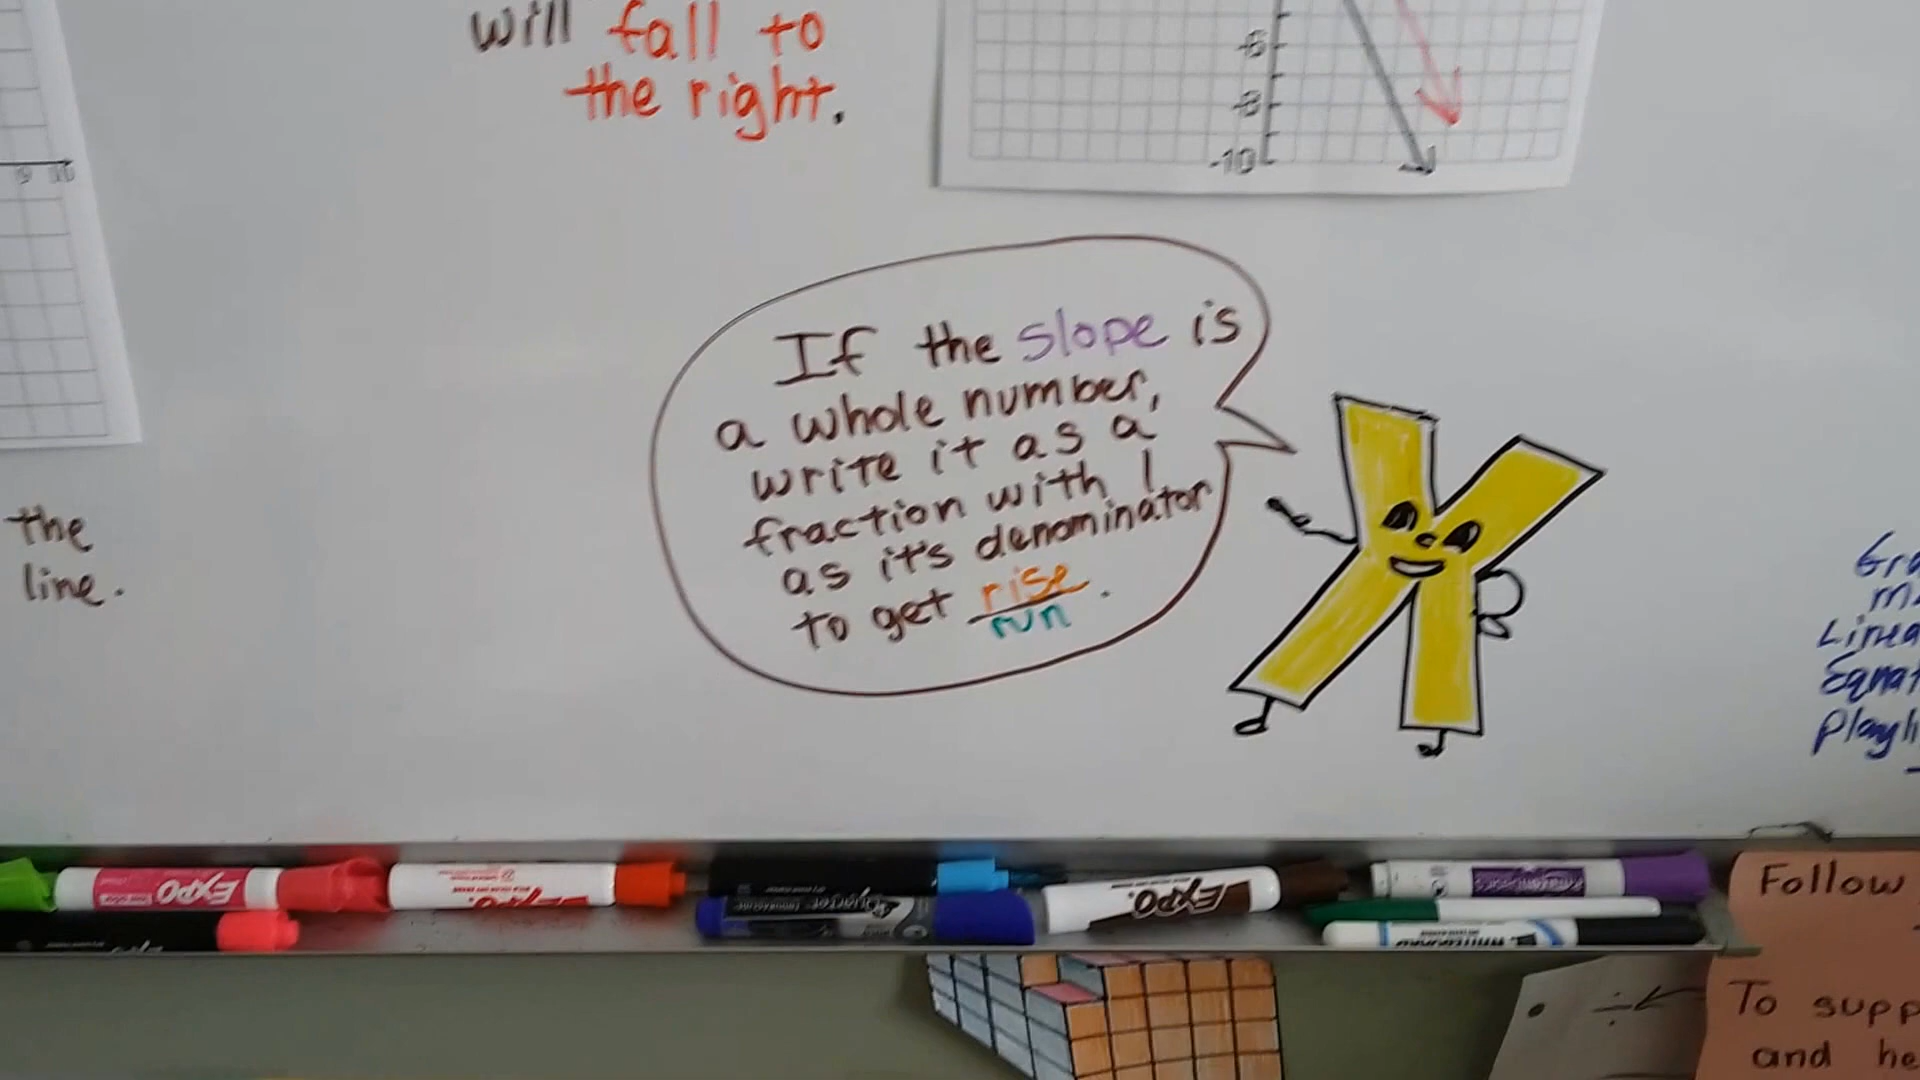 will fall to
the right.
-6
-8
-10
9 10
If the slope is
a whole number,
write it as a
fraction with 1
as it's denominator
to get rise
run.
the
line.
EXPO
EXPO
EXPO
Follow
To supp
and he